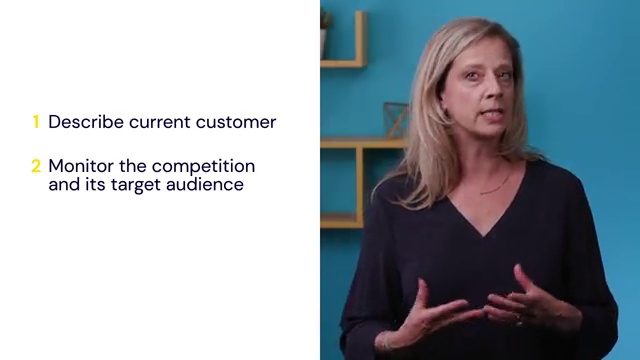 1 Describe current customer
2 Monitor the competition
and its target audience